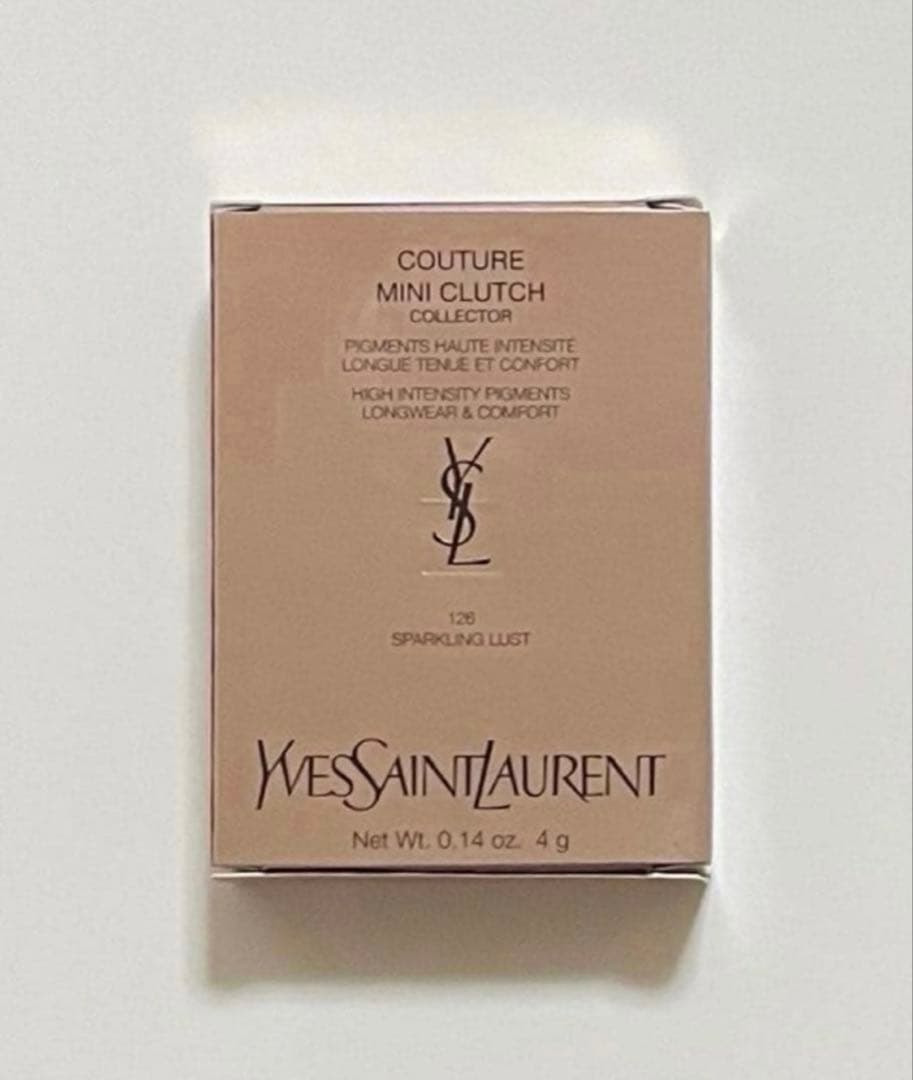 COUTURE
MINI CLUTCH
COLLECTOR
PIGMENTS HAUTE INTENSITE
LONGUE TENUE ET CONFORT
HIGH INTENSITY PIGMENTS
LONGWEAR & COMFORT
YSL
126
SPARKLING LUST
YVESSAINTLAURENT
Net Wt. 0.14 oz. 4 g